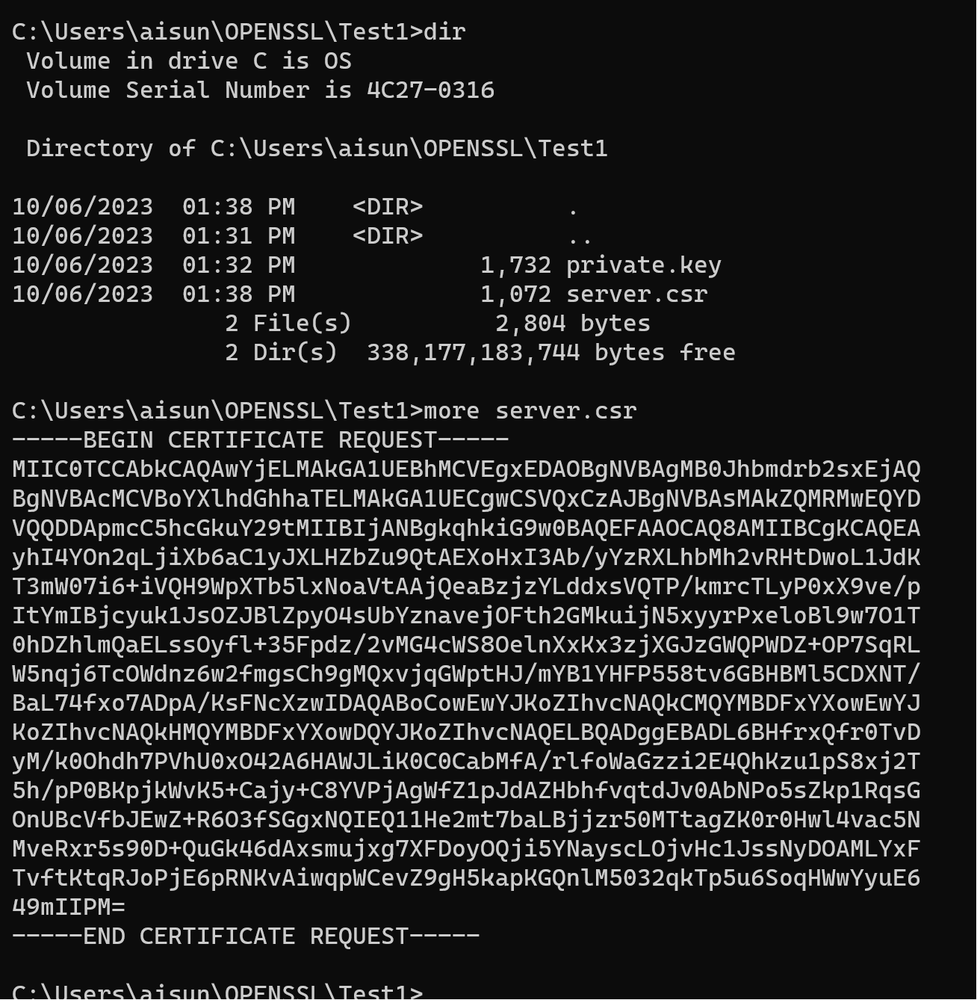 C:\Users\aisun\OPENSSL\Test1>dir
 Volume in drive C is OS
 Volume Serial Number is 4C27-0316

 Directory of C:\Users\aisun\OPENSSL\Test1

10/06/2023  01:38 PM    <DIR>          .
10/06/2023  01:31 PM    <DIR>          ..
10/06/2023  01:32 PM             1,732 private.key
10/06/2023  01:38 PM             1,072 server.csr
               2 File(s)          2,804 bytes
               2 Dir(s)  338,177,183,744 bytes free

C:\Users\aisun\OPENSSL\Test1>more server.csr
-----BEGIN CERTIFICATE REQUEST-----
MIIC0TCCAbkCAQAwYjELMAkGA1UEBhMCVEgxEDAOBgNVBAgMB0Jhbmdrb2sxEjAQ
BgNVBAcMCVBoYXlhdGhhaTELMAkGA1UECgwCSVQxCzAJBgNVBAsMAkZQMRMwEQYD
VQQDDApmcC5hcGkuY29tMIIBIjANBgkqhkiG9w0BAQEFAAOCAQ8AMIIBCgKCAQEA
yhI4YOn2qLjiXb6aC1yJXLHZbZu9QtAEXoHxI3Ab/yYzRXLhbMh2vRHtDwoL1JdK
T3mW07i6+iVQH9WpXTb5lxNoaVtAAjQeaBzjzYLddxsVQTP/kmrcTLyP0xX9ve/p
ItYmIBjcyuk1JsOZJBlZpyO4sUbYznavejOFth2GMkuijN5xyyrPxeloBl9w7O1T
0hDZhlmQaELssOyfl+35Fpdz/2vMG4cWS8OelnXxKx3zjXGJzGWQPWDZ+OP7SqRL
W5nqj6TcOWdnz6w2fmgsCh9gMQxvjqGWptHJ/mYB1YHFP558tv6GBHBMl5CDXNT/
BaL74fxo7ADpA/KsFNcXzwIDAQABoCowEwYJKoZIhvcNAQkCMQYMBDFxYXowEwYJ
KoZIhvcNAQkHMQYMBDFxYXowDQYJKoZIhvcNAQELBQADggEBADL6BHfrxQfr0TvD
yM/k0Ohdh7PVhU0xO42A6HAWJLiK0C0CabMfA/rlfoWaGzzi2E4QhKzu1pS8xj2T
5h/pP0BKpjkWvK5+Cajy+C8YVPjAgWfZ1pJdAZHbhfvqtdJv0AbNPo5sZkp1RqsG
OnUBcVfbJEwZ+R6O3fSGgxNQIEQ11He2mt7baLBjjzr50MTtagZK0r0Hwl4vac5N
MveRxr5s90D+QuGk46dAxsmujxg7XFDoyOQji5YNayscLOjvHc1JssNyDOAMLYxF
TvftKtqRJoPjE6pRNKvAiwqpWCevZ9gH5kapKGQnlM5032qkTp5u6SoqHWwYyuE6
49mIIPM=
-----END CERTIFICATE REQUEST-----

C:\Users\aisun\OPENSSL\Test1>